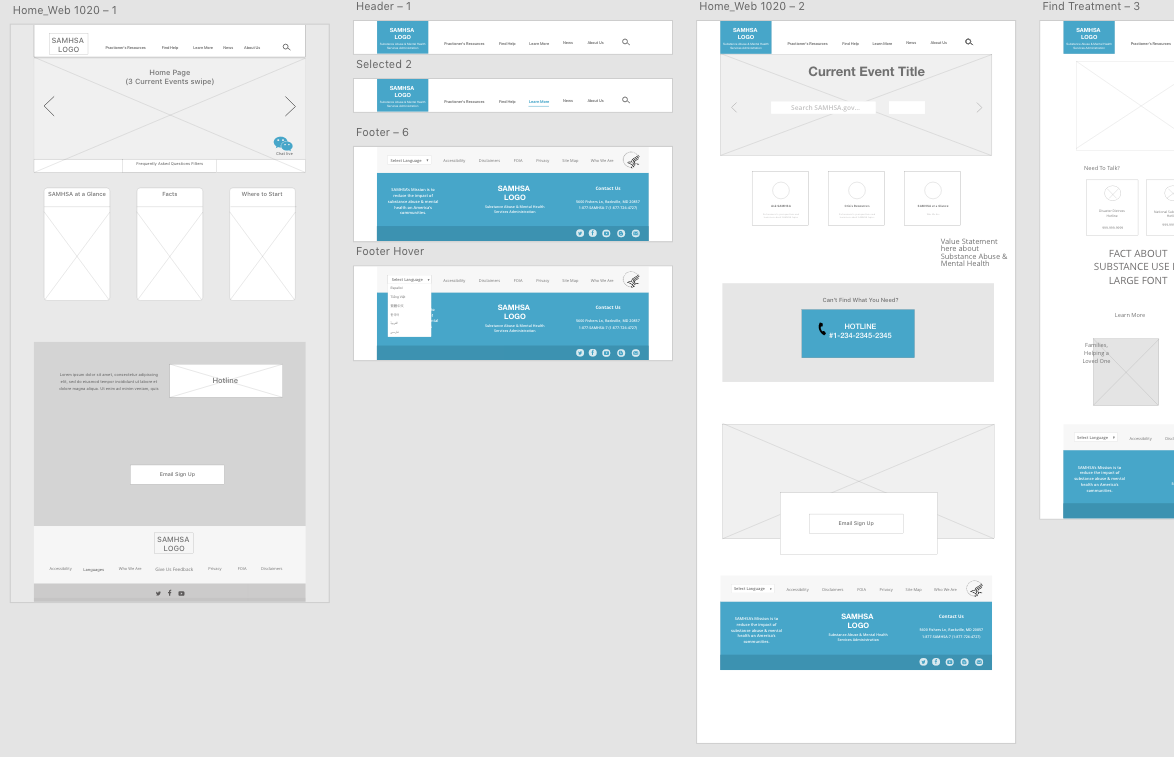 Home_Web 1020 – 1
SAMHSA
LOGO
Practioner's Resources Find Help Learn More News About Us
Home Page
(3 Current Events swipe)
Chat live
Frequently Asked Questions Filters
SAMHSA at a Glance
Facts
Where to Start
Lorem ipsum dolor sit amet, consectetur adipiscing
elit, sed do eiusmod tempor incididunt ut labore et
dolore magna aliqua. Ut enim ad minim veniam, quis
Hotline
Email Sign Up
SAMHSA
LOGO
Accessibility Languages Who We Are Give Us Feedback Privacy FOIA Disclaimers
Header – 1
SAMHSA
LOGO
Substance Abuse & Mental Health
Services Administration
Practioner's Resources Find Help Learn More News About Us
Selected 2
SAMHSA
LOGO
Substance Abuse & Mental Health
Services Administration
Practioner's Resources Find Help Learn More News About Us
Footer – 6
Select Language Accessibility Disclaimers FOIA Privacy Site Map Who We Are
SAMHSA's Mission is to
reduce the impact of
substance abuse & mental
health on America's
communities.
SAMHSA
LOGO
Substance Abuse & Mental Health
Services Administration
Contact Us
5600 Fishers Ln, Rockville, MD 20857
1-877-SAMHSA-7 (1-877-726-4727)
Footer Hover
Select Language Accessibility Disclaimers FOIA Privacy Site Map Who We Are
Español
SAMHSA
LOGO
Substance Abuse & Mental Health
Services Administration
Contact Us
5600 Fishers Ln, Rockville, MD 20857
1-877-SAMHSA-7 (1-877-726-4727)
Home_Web 1020 – 2
SAMHSA
LOGO
Substance Abuse & Mental Health
Services Administration
Practioner's Resources Find Help Learn More News About Us
Current Event Title
Search SAMHSA.gov...
Value Statement
here about
Substance Abuse &
Mental Health
Can't Find What You Need?
HOTLINE
#1-234-2345-2345
Email Sign Up
Select Language Accessibility Disclaimers FOIA Privacy Site Map Who We Are
SAMHSA's Mission is to
reduce the impact of
substance abuse & mental
health on America's
communities.
SAMHSA
LOGO
Substance Abuse & Mental Health
Services Administration
Contact Us
5600 Fishers Ln, Rockville, MD 20857
1-877-SAMHSA-7 (1-877-726-4727)
Find Treatment – 3
SAMHSA
LOGO
Substance Abuse & Mental Health
Services Administration
Practioner's Resources
Need To Talk?
Disaster Distress
Hotline
FACT ABOUT
SUBSTANCE USE
LARGE FONT
Learn More
Families,
Helping a
Loved One
Select Language Accessibility
SAMHSA's Mission is to
reduce the impact of
substance abuse & mental
health on America's
communities.